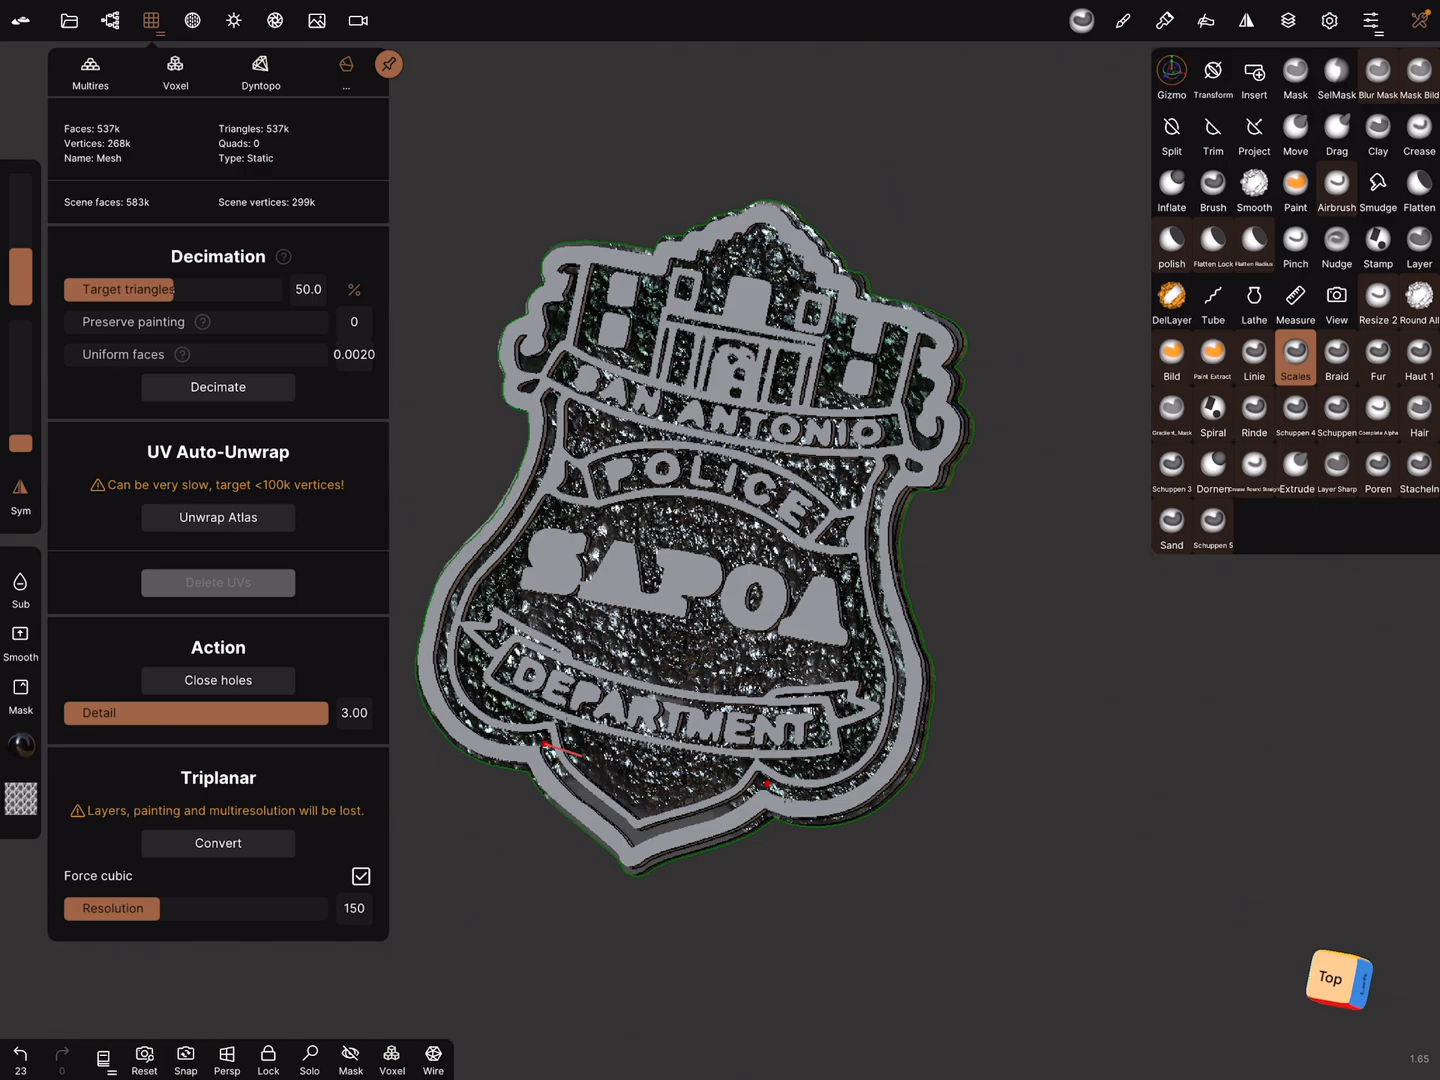 Multires
Voxel
Dyntopo
...
Faces: 537k
Triangles: 537k
Vertices: 268k
Quads: 0
Name: Mesh
Type: Static
Scene faces: 583k
Scene vertices: 299k
Decimation ?
Target triangles
50.0
%
Preserve painting ?
0
Uniform faces ?
0.0020
Decimate
UV Auto-Unwrap
Can be very slow, target <100k vertices!
Unwrap Atlas
Delete UVs
Action
Close holes
Detail
3.00
Triplanar
Layers, painting and multiresolution will be lost.
Convert
Force cubic
Resolution
150
Sym
Sub
Smooth
Mask
SAN ANTONIO
POLICE
SAPOA
DEPARTMENT
Gizmo Transform Insert Mask SelMask Blur Mask Mask Bild
Split Trim Project Move Drag Clay Crease
Inflate Brush Smooth Paint Airbrush Smudge Flatten
polish Flatten Lock Flatten Radius Pinch Nudge Stamp Layer
DelLayer Tube Lathe Measure View Resize 2 Round All
Bild Paint Extract Linie Scales Braid Fur Haut 1
Gradient_Mask Spiral Rinde Schuppen 4 Schuppen Complete Alpha Hair
Schuppen 3 Dornen Extrude Layer Sharp Poren Stacheln
Sand Schuppen 5
Top
23
0
Reset
Snap
Persp
Lock
Solo
Mask
Voxel
Wire
1.65